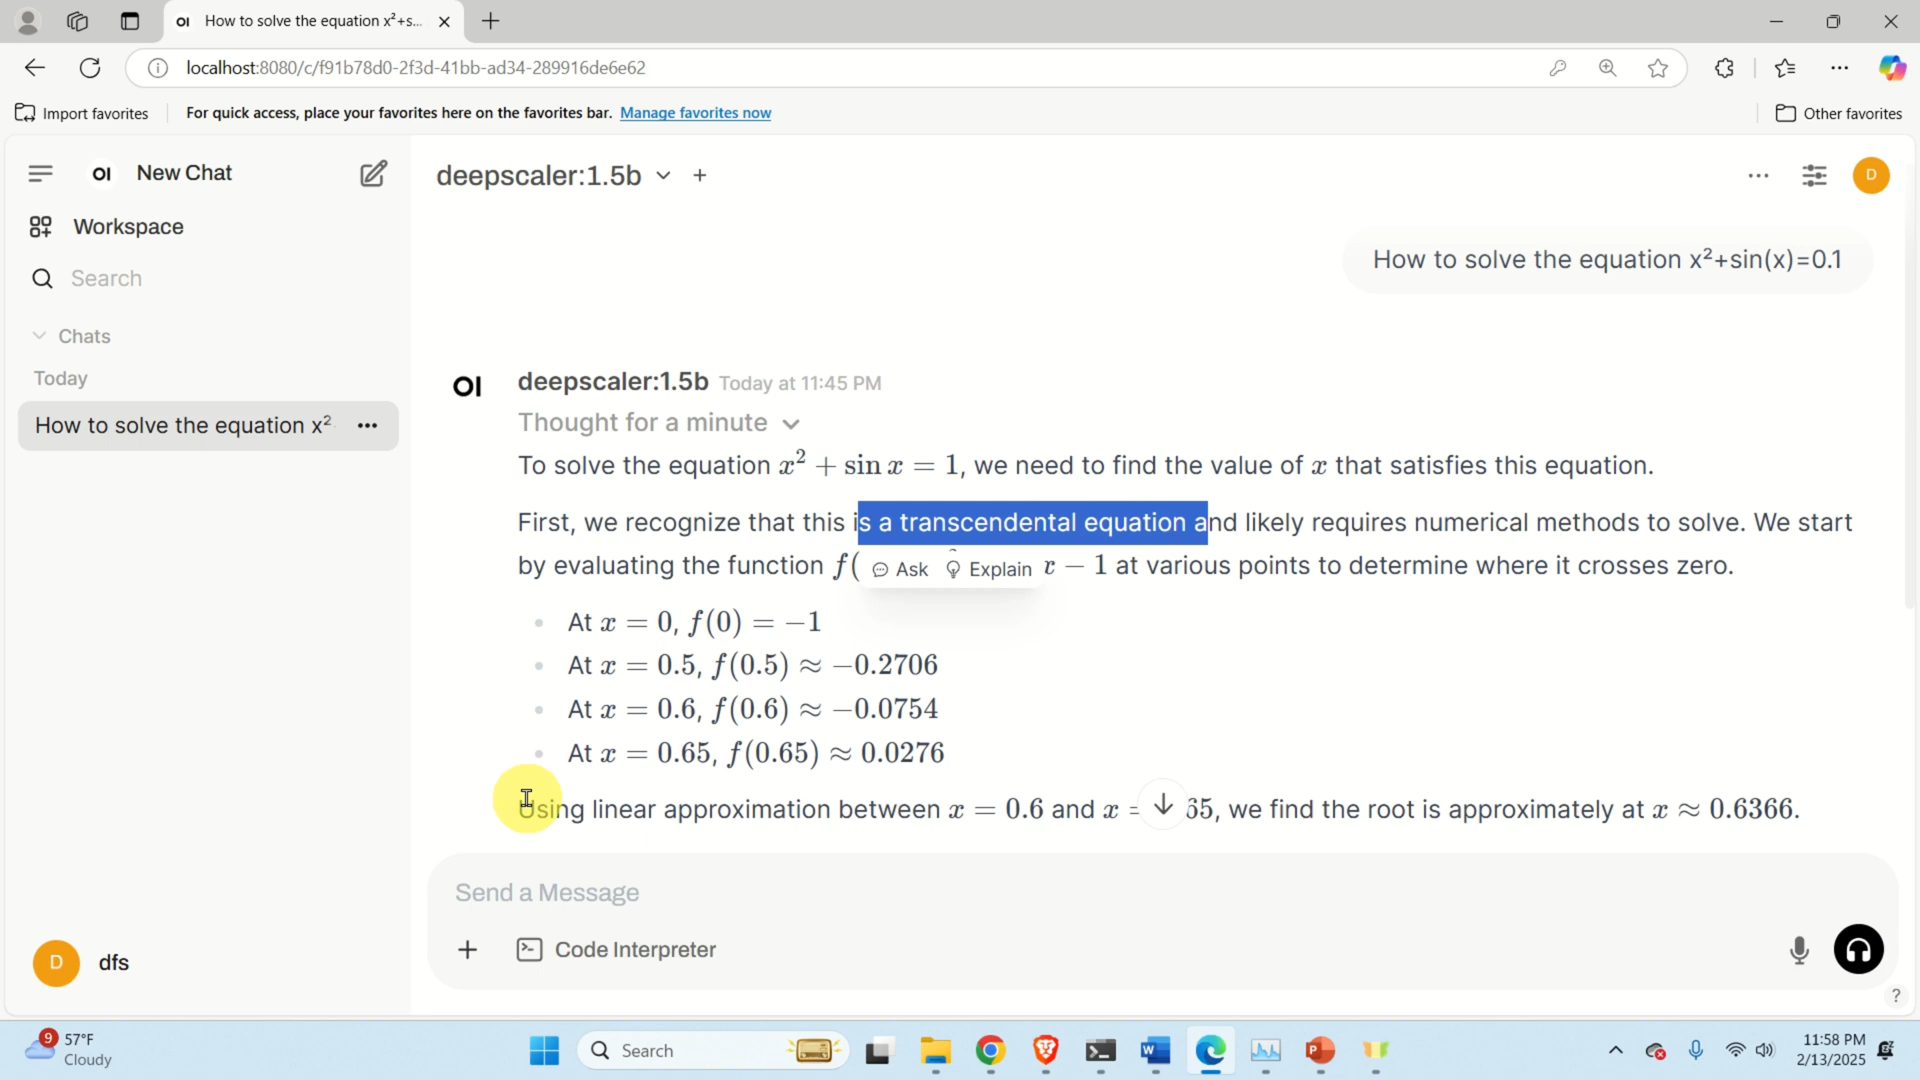 How to solve the equation x²+s...
localhost:8080/c/f91b78d0-2f3d-41bb-ad34-289916de6e62
Import favorites
For quick access, place your favorites here on the favorites bar. Manage favorites now
Other favorites
OI New Chat
Workspace
Search
Chats
Today
How to solve the equation x²
deepscaler:1.5b
D
How to solve the equation x²+sin(x)=0.1
OI deepscaler:1.5b Today at 11:45 PM
Thought for a minute
To solve the equation x² + sin x = 1, we need to find the value of x that satisfies this equation.
First, we recognize that this is a transcendental equation and likely requires numerical methods to solve. We start
by evaluating the function f( Ask Explain x − 1 at various points to determine where it crosses zero.
At x = 0, f(0) = −1
At x = 0.5, f(0.5) ≈ −0.2706
At x = 0.6, f(0.6) ≈ −0.0754
At x = 0.65, f(0.65) ≈ 0.0276
Using linear approximation between x = 0.6 and x = 65, we find the root is approximately at x ≈ 0.6366.
Send a Message
Code Interpreter
D dfs
?
9
57°F
Cloudy
Search
11:58 PM
2/13/2025